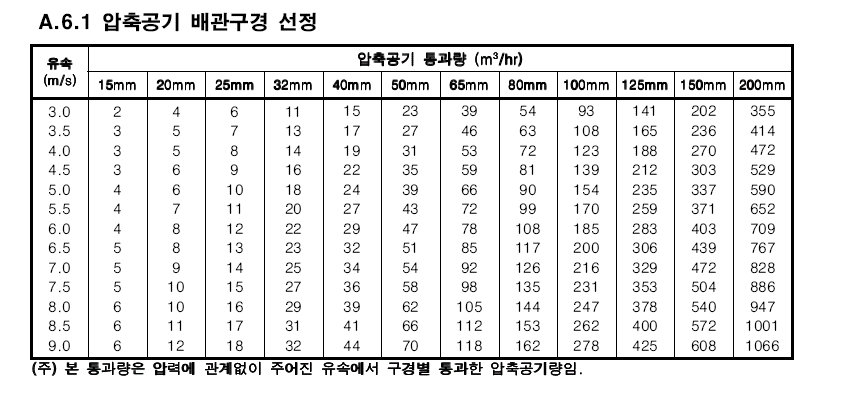 A.6.1 압축공기 배관구경 선정
유속 (m/s) 압축공기 통과량 (m³/hr)
15mm 20mm 25mm 32mm 40mm 50mm 65mm 80mm 100mm 125mm 150mm 200mm
3.0 2 4 6 11 15 23 39 54 93 141 202 355
3.5 3 5 7 13 17 27 46 63 108 165 236 414
4.0 3 5 8 14 19 31 53 72 123 188 270 472
4.5 3 6 9 16 22 35 59 81 139 212 303 529
5.0 4 6 10 18 24 39 66 90 154 235 337 590
5.5 4 7 11 20 27 43 72 99 170 259 371 652
6.0 4 8 12 22 29 47 78 108 185 283 403 709
6.5 5 8 13 23 32 51 85 117 200 306 439 767
7.0 5 9 14 25 34 54 92 126 216 329 472 828
7.5 5 10 15 27 36 58 98 135 231 353 504 886
8.0 6 10 16 29 39 62 105 144 247 378 540 947
8.5 6 11 17 31 41 66 112 153 262 400 572 1001
9.0 6 12 18 32 44 70 118 162 278 425 608 1066
(주) 본 통과량은 압력에 관계없이 주어진 유속에서 구경별 통과한 압축공기량임.